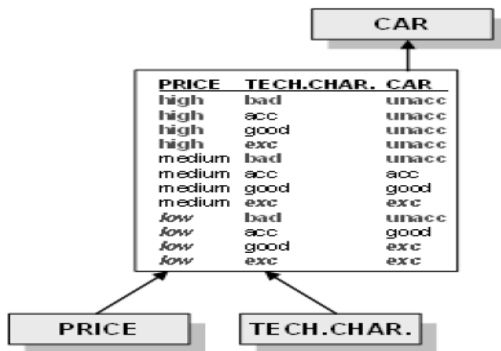 CAR
PRICE TECH.CHAR. CAR
high bad unacc
high acc unacc
high good unacc
high exc unacc
medium bad unacc
medium acc acc
medium good good
medium exc exc
low bad unacc
low acc good
low good exc
low exc exc
PRICE TECH.CHAR.